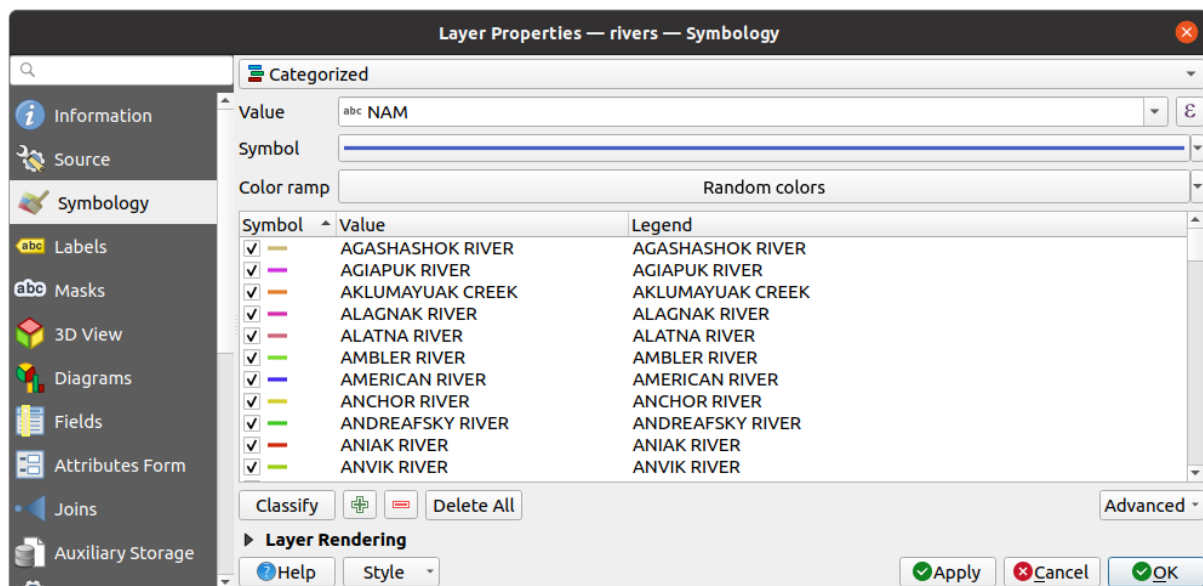 Layer Properties — rivers — Symbology
Information
Source
Symbology
abc Labels
abc Masks
3D View
Diagrams
Fields
Attributes Form
Joins
Auxiliary Storage
Categorized
Value abc NAM ε
Symbol
Color ramp Random colors
Symbol Value Legend
AGASHASHOK RIVER AGASHASHOK RIVER
AGIAPUK RIVER AGIAPUK RIVER
AKLUMAYUAK CREEK AKLUMAYUAK CREEK
ALAGNAK RIVER ALAGNAK RIVER
ALATNA RIVER ALATNA RIVER
AMBLER RIVER AMBLER RIVER
AMERICAN RIVER AMERICAN RIVER
ANCHOR RIVER ANCHOR RIVER
ANDREAFSKY RIVER ANDREAFSKY RIVER
ANIAK RIVER ANIAK RIVER
ANVIK RIVER ANVIK RIVER
Classify Delete All Advanced
Layer Rendering
Help Style Apply Cancel OK